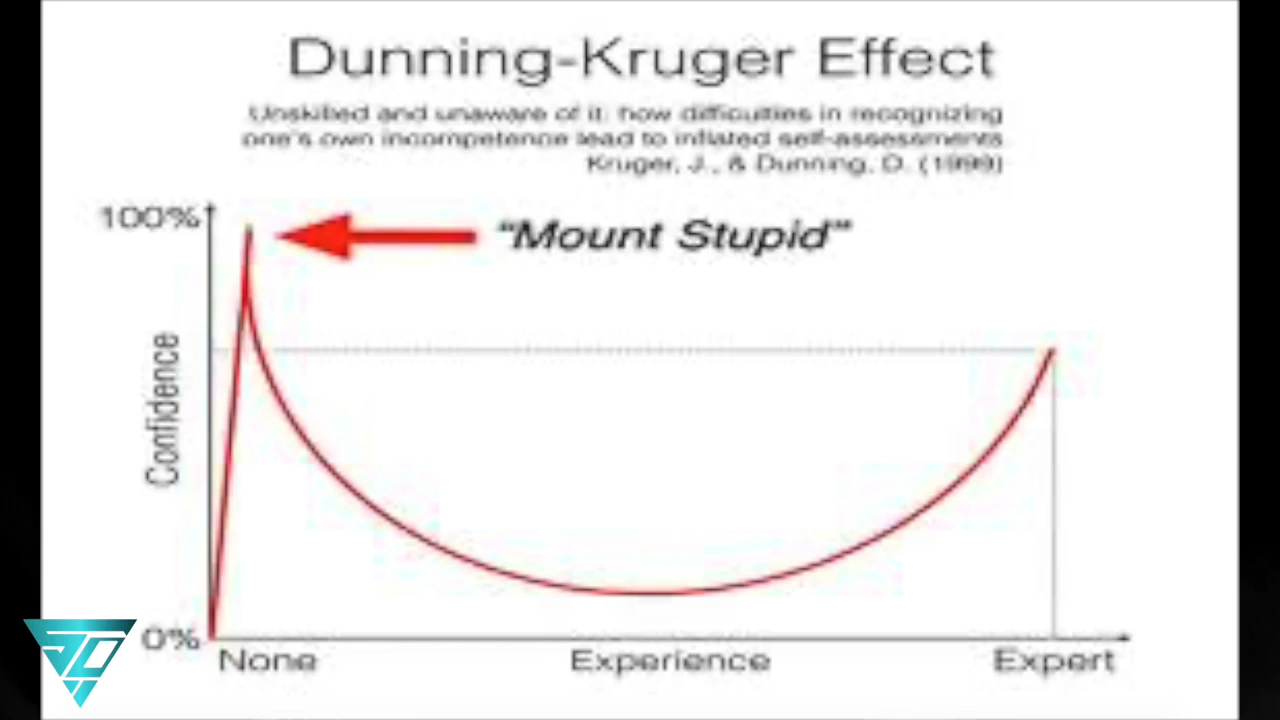 Dunning-Kruger Effect
Unskilled and unaware of it: how difficulties in recognizing
one's own incompetence lead to inflated self-assessments
Kruger, J., & Dunning, D. (1999)
100%
"Mount Stupid"
Confidence
0%
None
Experience
Expert